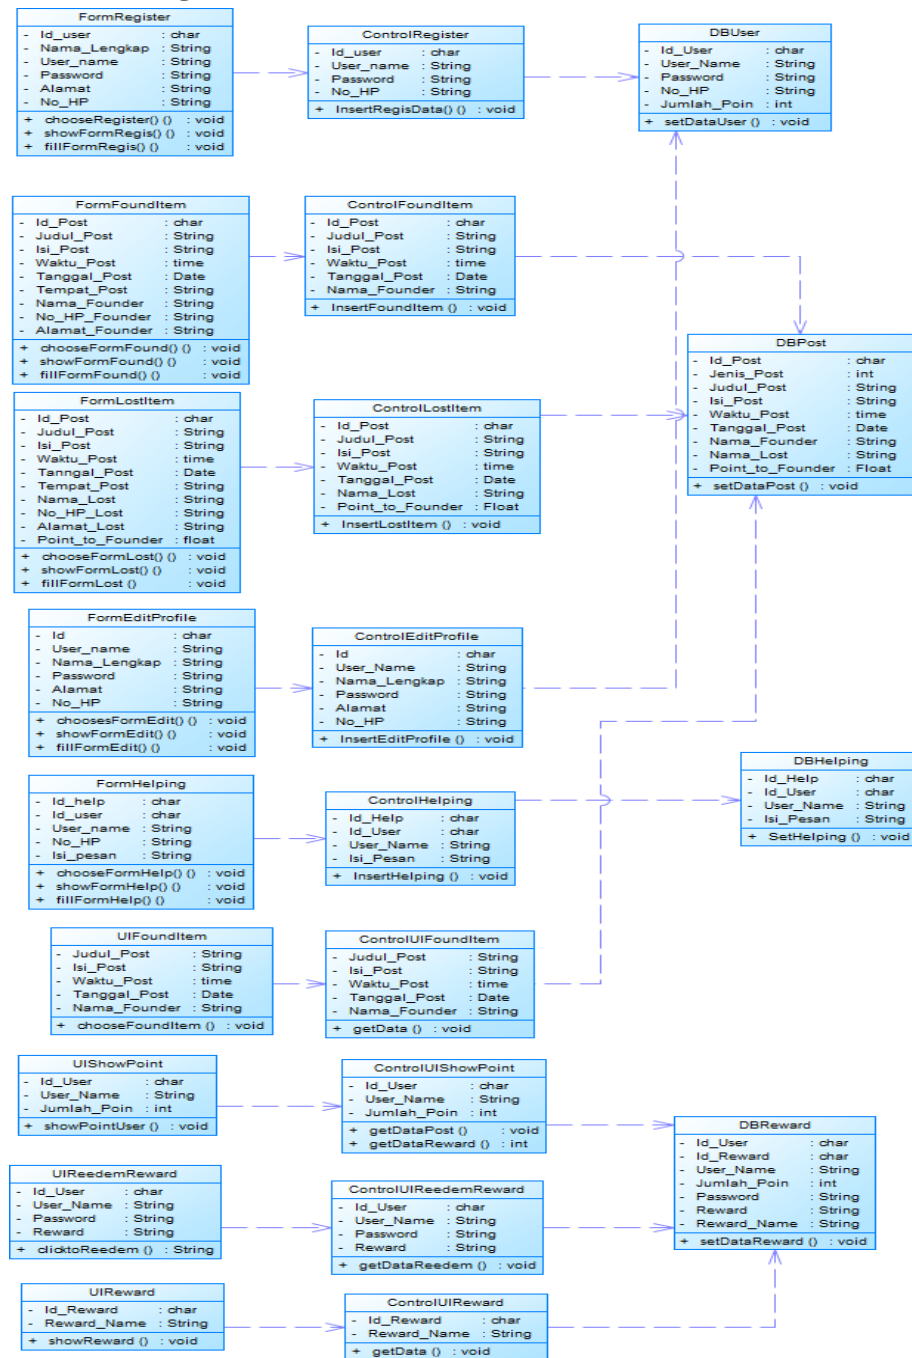 FormRegister
- Id_user : char
- Nama_Lengkap : String
- User_name : String
- Password : String
- Alamat : String
- No_HP : String
+ chooseRegister() () : void
+ showFormRegis() () : void
+ fillFormRegis() () : void
ControlRegister
- Id_user : char
- User_name : String
- Password : String
- No_HP : String
+ InsertRegisData() () : void
DBUser
- Id_User : char
- User_Name : String
- Password : String
- No_HP : String
- Jumlah_Poin : int
+ setDataUser () : void
FormFoundItem
- Id_Post : char
- Judul_Post : String
- Isi_Post : String
- Waktu_Post : time
- Tanggal_Post : Date
- Tempat_Post : String
- Nama_Founder : String
- No_HP_Founder : String
- Alamat_Founder : String
+ chooseFormFound() () : void
+ showFormFound() () : void
+ fillFormFound() () : void
ControlFoundItem
- Id_Post : char
- Judul_Post : String
- Isi_Post : String
- Waktu_Post : time
- Tanggal_Post : Date
- Nama_Founder : String
+ InsertFoundItem () : void
DBPost
- Id_Post : char
- Jenis_Post : int
- Judul_Post : String
- Isi_Post : String
- Waktu_Post : time
- Tanggal_Post : Date
- Nama_Founder : String
- Nama_Lost : String
- Point_to_Founder : Float
+ setDataPost () : void
FormLostItem
- Id_Post : char
- Judul_Post : String
- Isi_Post : String
- Waktu_Post : time
- Tanngal_Post : Date
- Tempat_Post : String
- Nama_Lost : String
- No_HP_Lost : String
- Alamat_Lost : String
- Point_to_Founder : float
+ chooseFormLost() () : void
+ showFormLost() () : void
+ fillFormLost () : void
ControlLostItem
- Id_Post : char
- Judul_Post : String
- Isi_Post : String
- Waktu_Post : time
- Tanggal_Post : Date
- Nama_Lost : String
- Point_to_Founder : Float
+ InsertLostItem () : void
FormEditProfile
- Id : char
- User_name : String
- Nama_Lengkap : String
- Password : String
- Alamat : String
- No_HP : String
+ choosesFormEdit() () : void
+ showFormEdit() () : void
+ fillFormEdit() () : void
ControlEditProfile
- Id : char
- User_Name : String
- Nama_Lengkap : String
- Password : String
- Alamat : String
- No_HP : String
+ InsertEditProfile () : void
FormHelping
- Id_help : char
- Id_user : char
- User_name : String
- No_HP : String
- Isi_pesan : String
+ chooseFormHelp() () : void
+ showFormHelp() () : void
+ fillFormHelp() () : void
ControlHelping
- Id_Help : char
- Id_User : char
- User_Name : String
- Isi_Pesan : String
+ InsertHelping () : void
DBHelping
- Id_Help : char
- Id_User : char
- User_Name : String
- Isi_Pesan : String
+ SetHelping () : void
UIFoundItem
- Judul_Post : String
- Isi_Post : String
- Waktu_Post : time
- Tanggal_Post : Date
- Nama_Founder : String
+ chooseFoundItem () : void
ControlUIFoundItem
- Judul_Post : String
- Isi_Post : String
- Waktu_Post : time
- Tanggal_Post : Date
- Nama_Founder : String
+ getData () : void
UIShowPoint
- Id_User : char
- User_Name : String
- Jumlah_Poin : int
+ showPointUser () : void
ControlUIShowPoint
- Id_User : char
- User_Name : String
- Jumlah_Poin : int
+ getDataPost () : void
+ getDataReward () : int
DBReward
- Id_User : char
- Id_Reward : char
- User_Name : String
- Jumlah_Poin : int
- Password : String
- Reward : String
- Reward_Name : String
+ setDataReward () : void
UIReedemReward
- Id_User : char
- User_Name : String
- Password : String
- Reward : String
+ clicktoReedem () : String
ControlUIReedemReward
- Id_User : char
- User_Name : String
- Password : String
- Reward : String
+ getDataReedem () : void
UIReward
- Id_Reward : char
- Reward_Name : String
+ showReward () : void
ControlUIReward
- Id_Reward : char
- Reward_Name : String
+ getData () : void